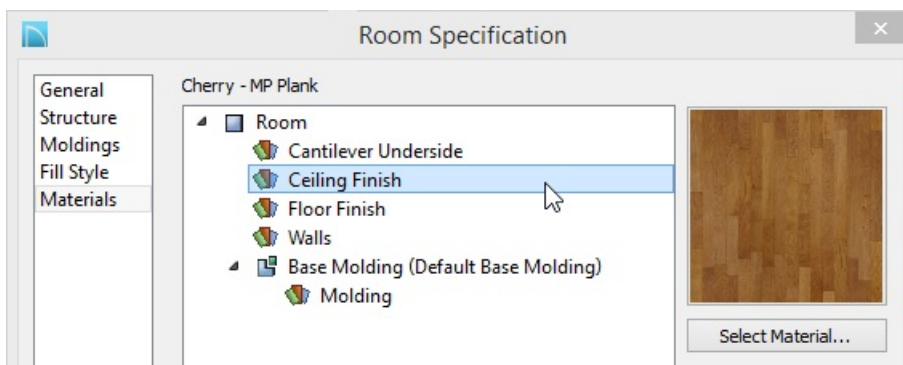 Room Specification
General
Structure
Moldings
Fill Style
Materials
Cherry - MP Plank
Room
Cantilever Underside
Ceiling Finish
Floor Finish
Walls
Base Molding (Default Base Molding)
Molding
Select Material...